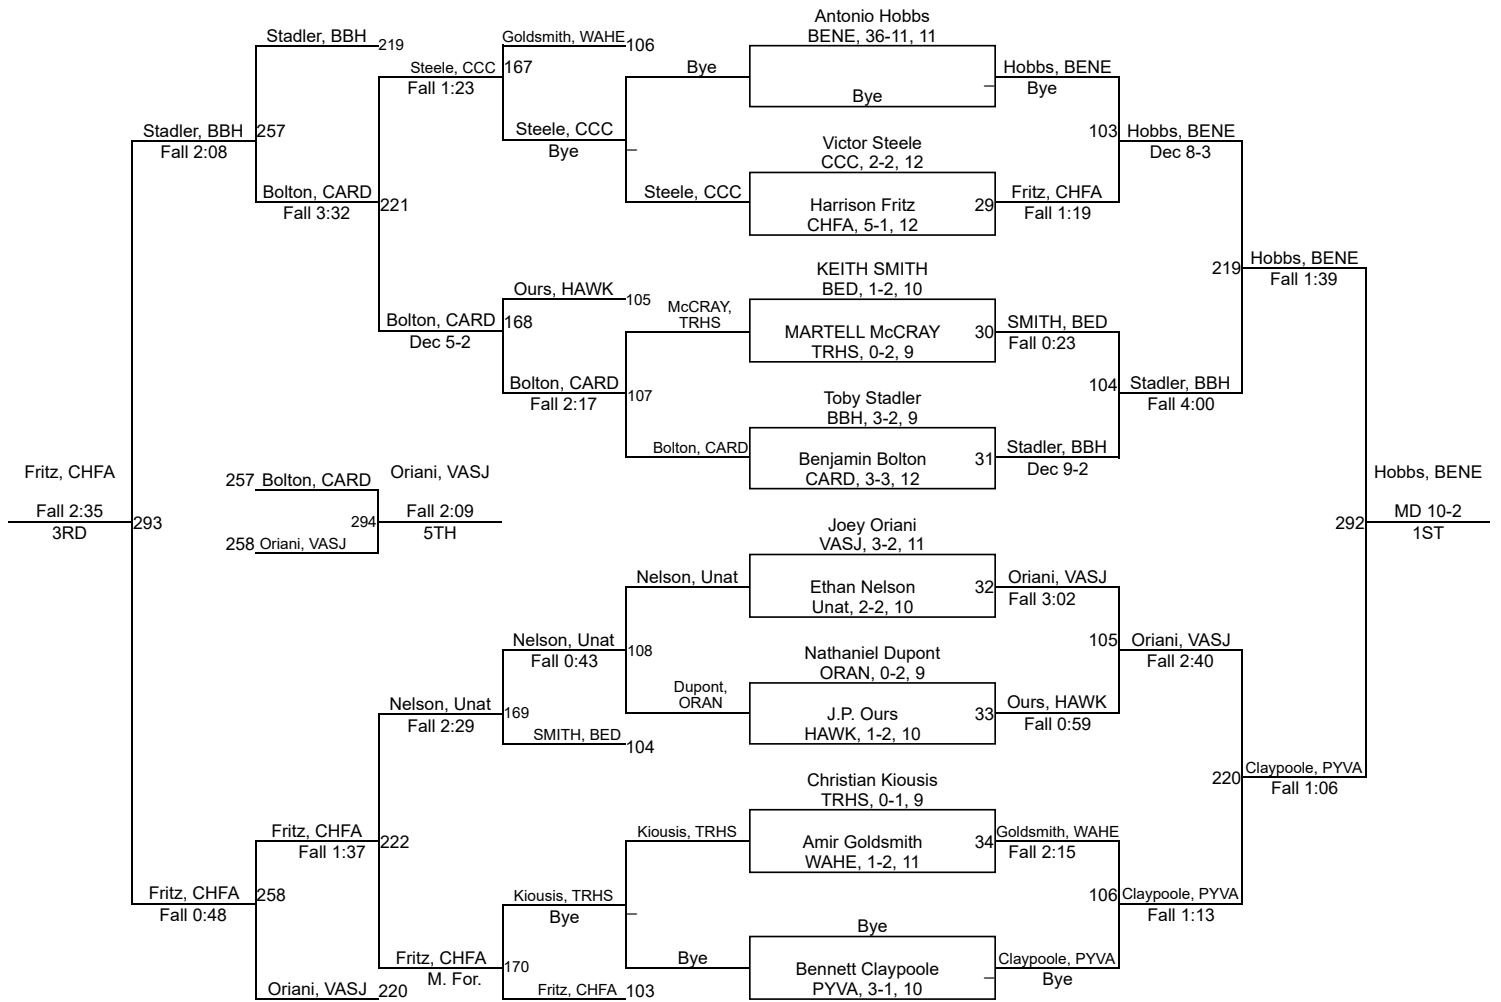 Antonio Hobbs
BENE, 36-11, 11
Bye
Victor Steele
CCC, 2-2, 12
Harrison Fritz
CHFA, 5-1, 12
29
KEITH SMITH
BED, 1-2, 10
MARTELL McCRAY
TRHS, 0-2, 9
30
Toby Stadler
BBH, 3-2, 9
Benjamin Bolton
CARD, 3-3, 12
31
Joey Oriani
VASJ, 3-2, 11
Ethan Nelson
Unat, 2-2, 10
32
Nathaniel Dupont
ORAN, 0-2, 9
J.P. Ours
HAWK, 1-2, 10
33
Christian Kiousis
TRHS, 0-1, 9
Amir Goldsmith
WAHE, 1-2, 11
34
Bye
Bennett Claypoole
PYVA, 3-1, 10
Hobbs, BENE
Bye
103
Fritz, CHFA
Fall 1:19
SMITH, BED
Fall 0:23
104
Stadler, BBH
Dec 9-2
Oriani, VASJ
Fall 3:02
105
Ours, HAWK
Fall 0:59
Goldsmith, WAHE
Fall 2:15
106
Claypoole, PYVA
Bye
Hobbs, BENE
Dec 8-3
219
Stadler, BBH
Fall 4:00
Oriani, VASJ
Fall 2:40
220
Claypoole, PYVA
Fall 1:13
Hobbs, BENE
Fall 1:39
292
Claypoole, PYVA
Fall 1:06
Hobbs, BENE
MD 10-2
1ST
Bye
Steele, CCC
McCRAY,
TRHS
107
Bolton, CARD
Nelson, Unat
108
Dupont,
ORAN
Kiousis, TRHS
Bye
Goldsmith, WAHE 106
167
Steele, CCC
Bye
Ours, HAWK 105
168
Bolton, CARD
Fall 2:17
Nelson, Unat
Fall 0:43
169
SMITH, BED 104
Kiousis, TRHS
Bye
170
Fritz, CHFA 103
Steele, CCC
Fall 1:23
221
Bolton, CARD
Dec 5-2
Nelson, Unat
Fall 2:29
222
Fritz, CHFA
M. For.
Stadler, BBH 219
257
Bolton, CARD
Fall 3:32
Fritz, CHFA
Fall 1:37
258
Oriani, VASJ 220
Stadler, BBH
Fall 2:08
293
Fritz, CHFA
Fall 0:48
Fritz, CHFA
Fall 2:35
3RD
257 Bolton, CARD
294
258 Oriani, VASJ
Oriani, VASJ
Fall 2:09
5TH